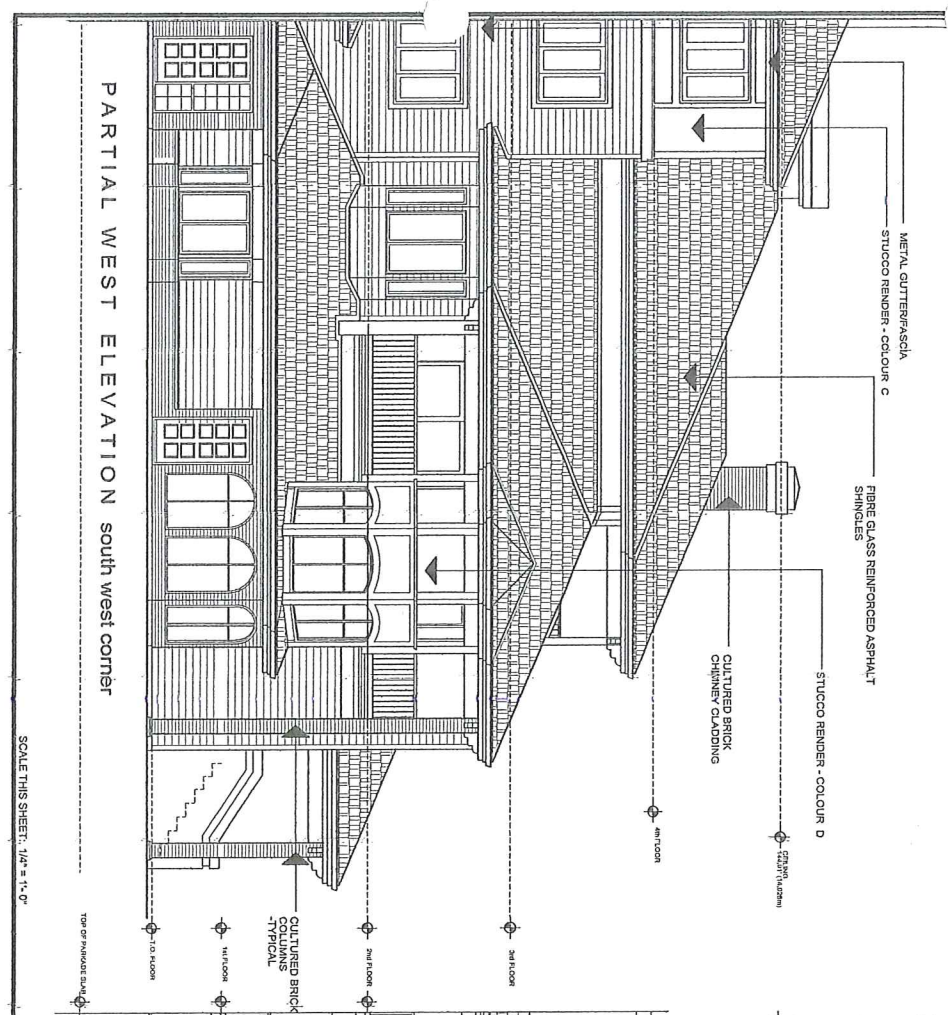 METAL GUTTER/FASCIA
STUCCO RENDER - COLOUR C
FIBRE GLASS REINFORCED ASPHALT
SHINGLES
STUCCO RENDER - COLOUR D
CULTURED BRICK
CHIMNEY CLADDING
CEILING
4th FLOOR
3rd FLOOR
2nd FLOOR
CULTURED BRICK
COLUMNS
-TYPICAL
1st FLOOR
T.O. FLOOR
TOP OF PARKADE SLAB
PARTIAL WEST ELEVATION south west corner
SCALE THIS SHEET: 1/4" = 1'- 0"